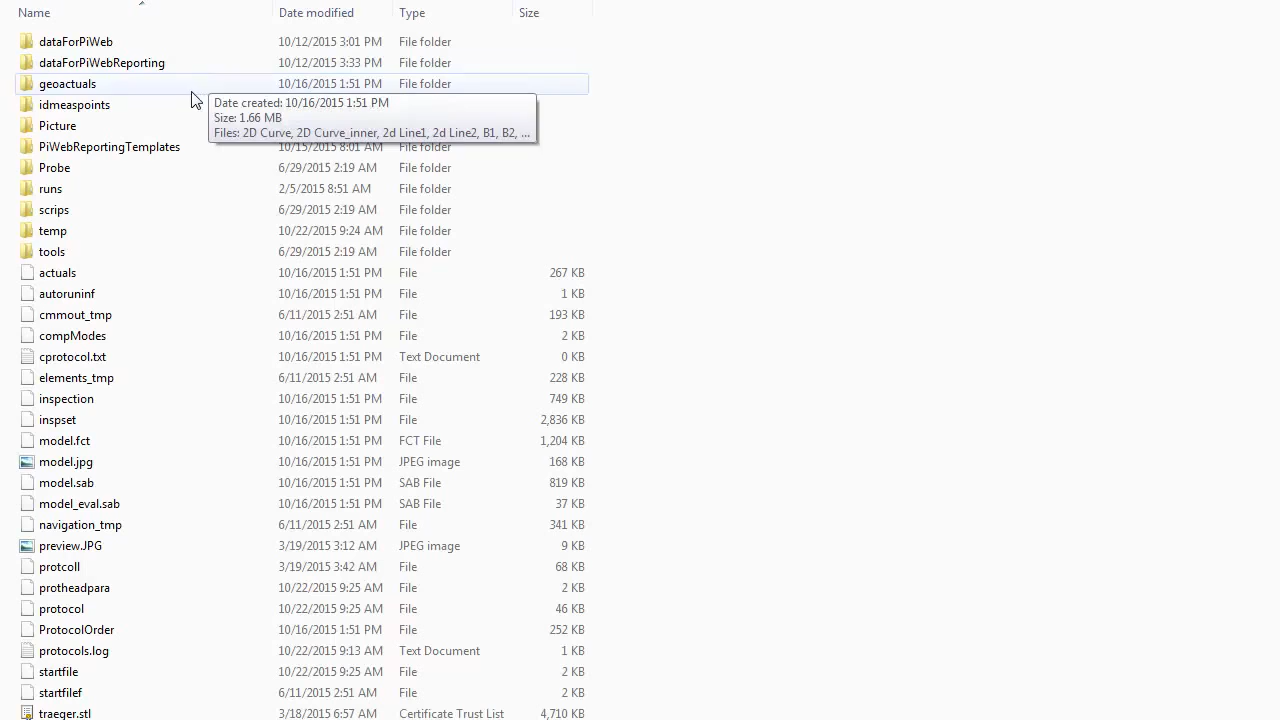 Name Date modified Type Size
dataForPiWeb 10/12/2015 3:01 PM File folder
dataForPiWebReporting 10/12/2015 3:33 PM File folder
geoactuals 10/16/2015 1:51 PM File folder
idmeaspoints
Date created: 10/16/2015 1:51 PM
Size: 1.66 MB
Picture
Files: 2D Curve, 2D Curve_inner, 2d Line1, 2d Line2, B1, B2, ...
PiWebReportingTemplates 10/15/2015 8:01 AM File folder
Probe 6/29/2015 2:19 AM File folder
runs 2/5/2015 8:51 AM File folder
scrips 6/29/2015 2:19 AM File folder
temp 10/22/2015 9:24 AM File folder
tools 6/29/2015 2:19 AM File folder
actuals 10/16/2015 1:51 PM File 267 KB
autoruninf 10/16/2015 1:51 PM File 1 KB
cmmout_tmp 6/11/2015 2:51 AM File 193 KB
compModes 10/16/2015 1:51 PM File 2 KB
cprotocol.txt 10/16/2015 1:51 PM Text Document 0 KB
elements_tmp 6/11/2015 2:51 AM File 228 KB
inspection 10/16/2015 1:51 PM File 749 KB
inspset 10/16/2015 1:51 PM File 2,836 KB
model.fct 10/16/2015 1:51 PM FCT File 1,204 KB
model.jpg 10/16/2015 1:51 PM JPEG image 168 KB
model.sab 10/16/2015 1:51 PM SAB File 819 KB
model_eval.sab 10/16/2015 1:51 PM SAB File 37 KB
navigation_tmp 6/11/2015 2:51 AM File 341 KB
preview.JPG 3/19/2015 3:12 AM JPEG image 9 KB
protcoll 3/19/2015 3:42 AM File 68 KB
protheadpara 10/22/2015 9:25 AM File 2 KB
protocol 10/22/2015 9:25 AM File 46 KB
ProtocolOrder 10/16/2015 1:51 PM File 252 KB
protocols.log 10/22/2015 9:13 AM Text Document 1 KB
startfile 10/22/2015 9:25 AM File 2 KB
startfilef 6/11/2015 2:51 AM File 2 KB
traeger.stl 3/18/2015 6:57 AM Certificate Trust List 4,710 KB